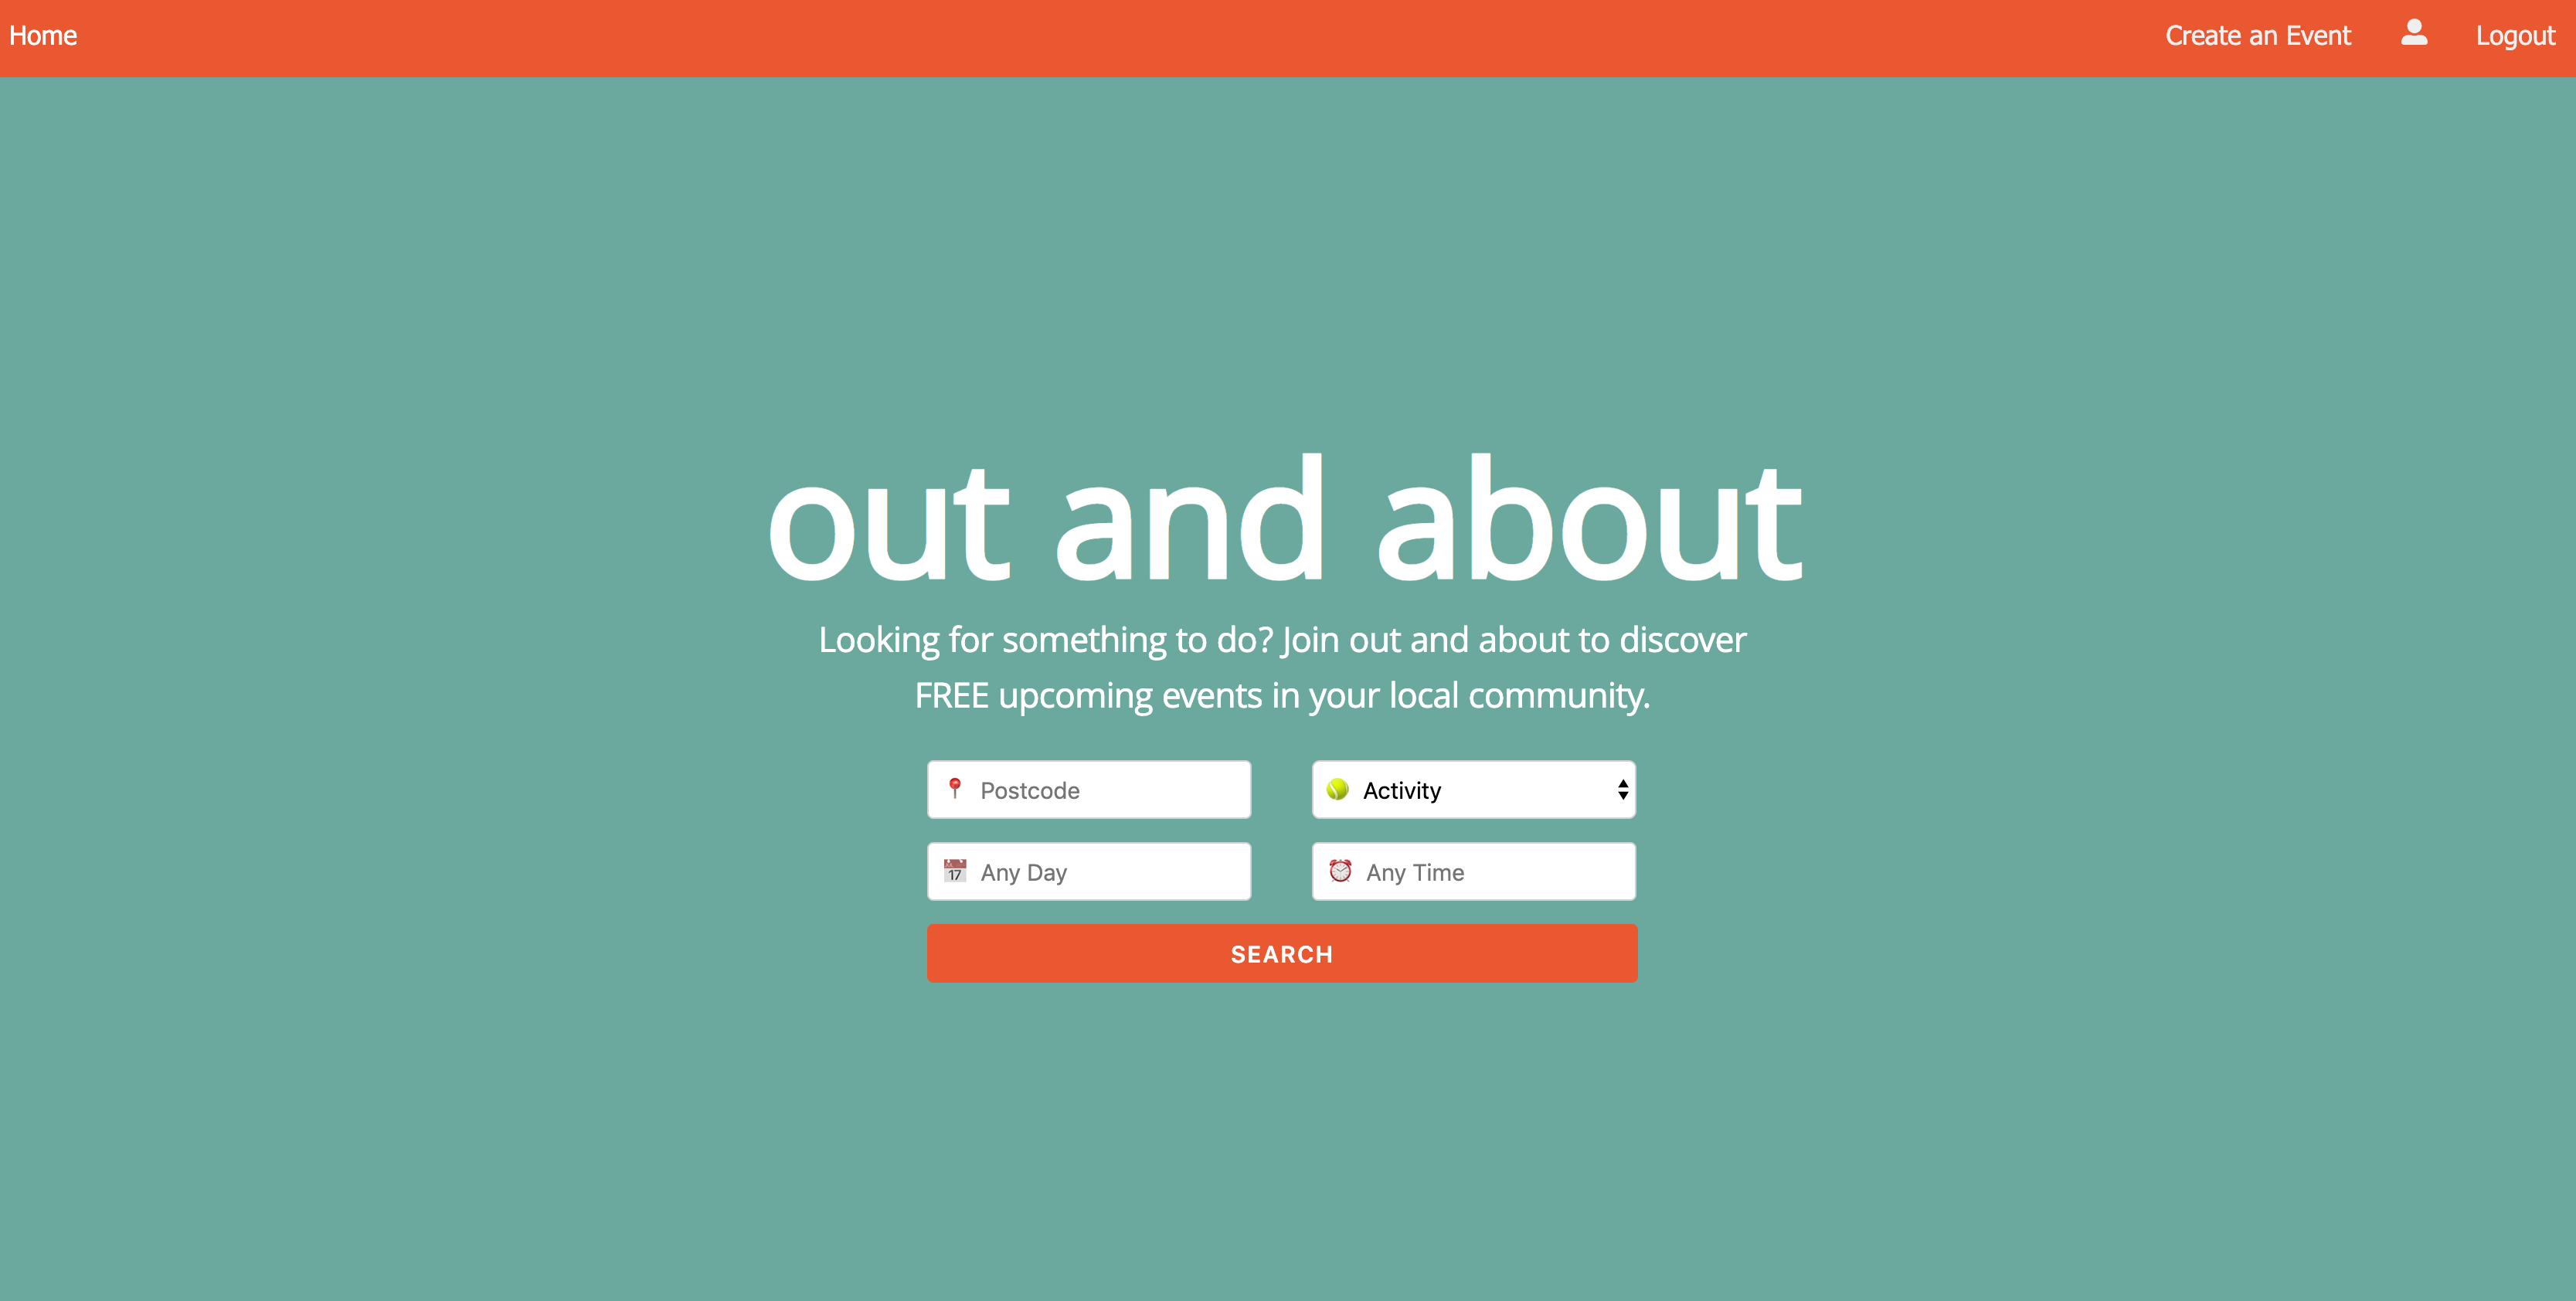 Home
Create an Event
Logout
out and about
Looking for something to do? Join out and about to discover
FREE upcoming events in your local community.
📍 Postcode
🎾 Activity
📅 Any Day
⏰ Any Time
SEARCH